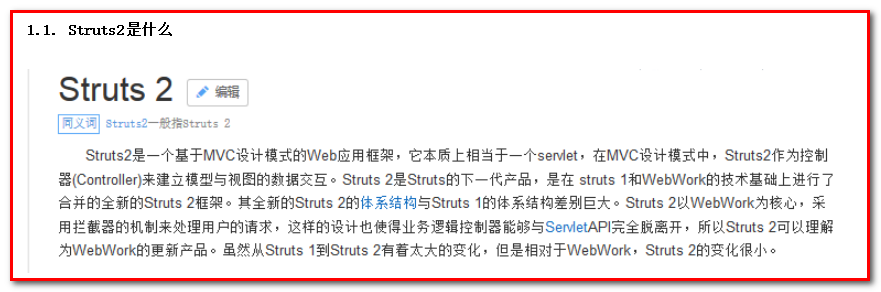 1.1. Struts2是什么
Struts 2 编辑
同义词 Struts2一般指Struts 2
Struts2是一个基于MVC设计模式的Web应用框架，它本质上相当于一个servlet，在MVC设计模式中，Struts2作为控制
器(Controller)来建立模型与视图的数据交互。Struts 2是Struts的下一代产品，是在 struts 1和WebWork的技术基础上进行了
合并的全新的Struts 2框架。其全新的Struts 2的体系结构与Struts 1的体系结构差别巨大。Struts 2以WebWork为核心，采
用拦截器的机制来处理用户的请求，这样的设计也使得业务逻辑控制器能够与ServletAPI完全脱离开，所以Struts 2可以理解
为WebWork的更新产品。虽然从Struts 1到Struts 2有着太大的变化，但是相对于WebWork，Struts 2的变化很小。